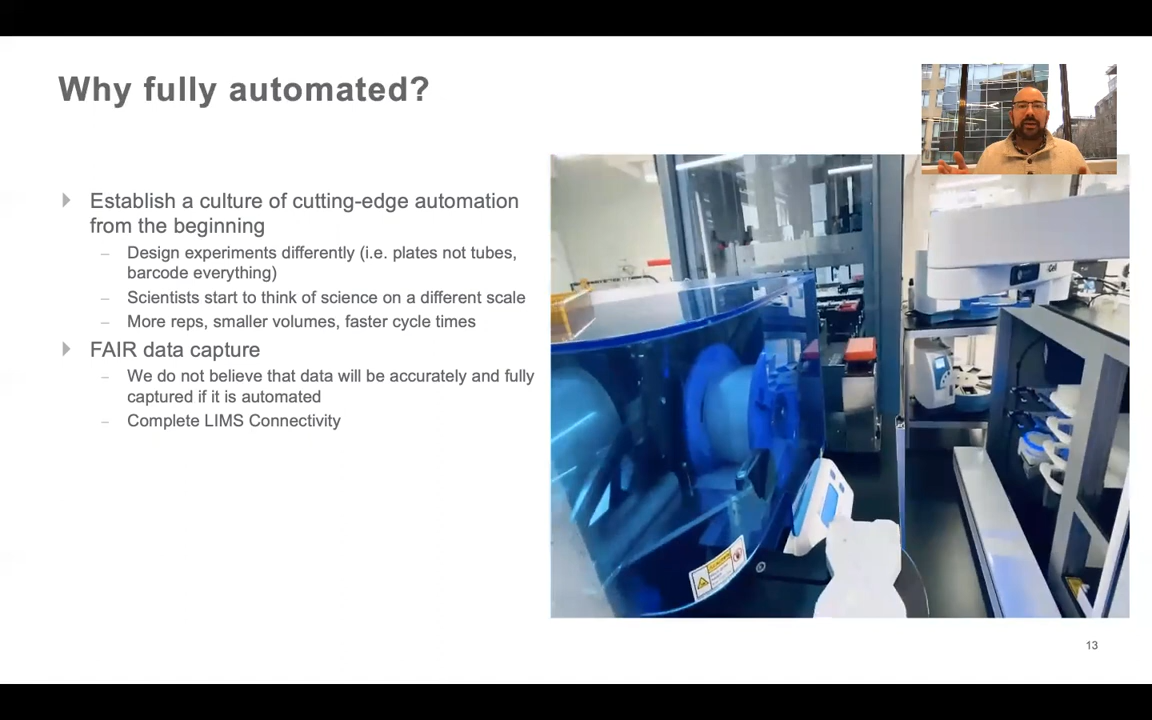 Why fully automated?
Establish a culture of cutting-edge automation
from the beginning
– Design experiments differently (i.e. plates not tubes,
barcode everything)
– Scientists start to think of science on a different scale
– More reps, smaller volumes, faster cycle times
FAIR data capture
– We do not believe that data will be accurately and fully
captured if it is automated
– Complete LIMS Connectivity
13